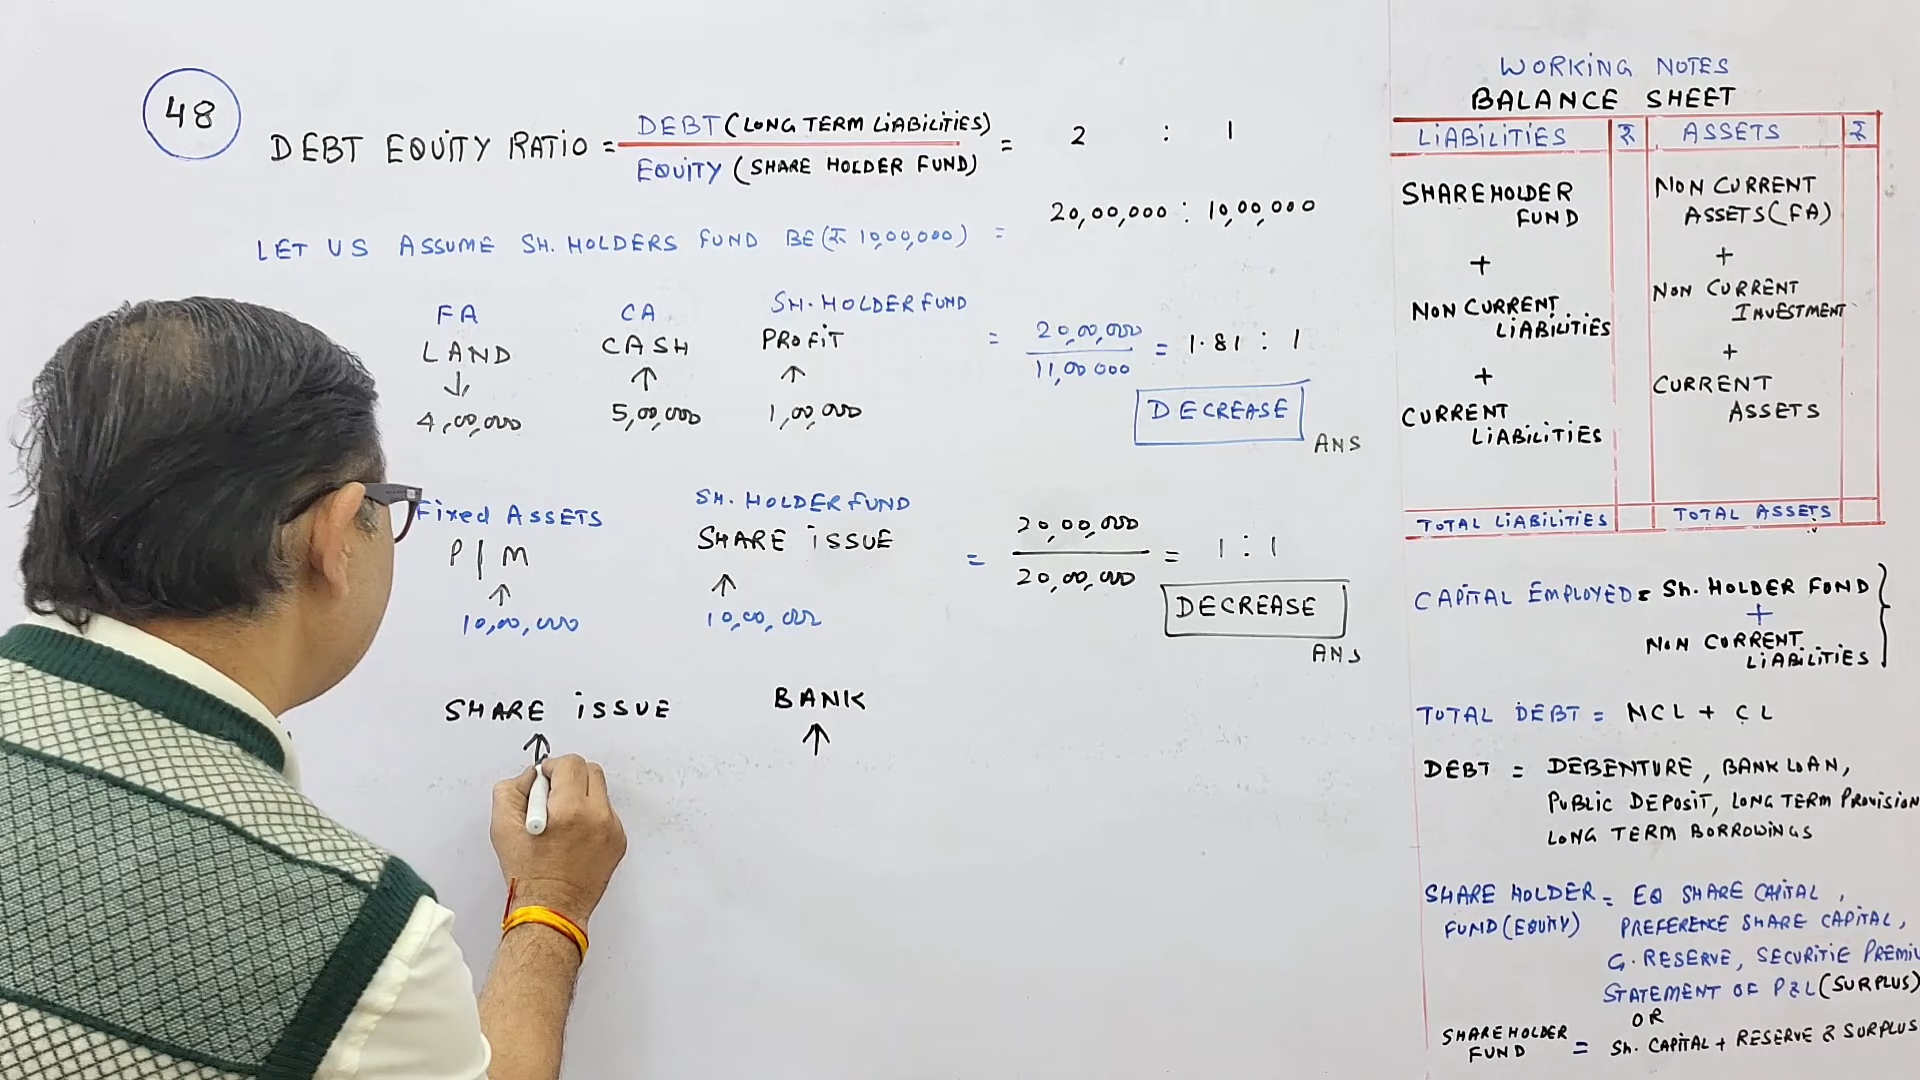 48
DEBT EQUITY RATIO = DEBT (LONG TERM LIABILITIES) = 2 : 1
EQUITY (SHARE HOLDER FUND)
20,00,000 : 10,00,000
LET US ASSUME SH. HOLDERS FUND BE (₹ 10,00,000) =
FA CA SH. HOLDER FUND
LAND CASH PROFIT = 20,00,000 = 1.81 : 1
11,00000
4,00,000 5,00,000 1,00,000 DECREASE
ANS
Fixed ASSETS SH. HOLDER FUND
P | M SHARE ISSUE = 20,00,000 = 1 : 1
20,00,000
10,00,000 10,00,000 DECREASE
ANS
SHARE ISSUE BANK
WORKING NOTES
BALANCE SHEET
LIABILITIES ₹ ASSETS ₹
SHAREHOLDER NON CURRENT
FUND ASSETS (FA)
+ +
NON CURRENT NON CURRENT
LIABILITIES INVESTMENT
+ +
CURRENT CURRENT
LIABILITIES ASSETS
TOTAL LIABILITIES TOTAL ASSETS
CAPITAL EMPLOYED = SH. HOLDER FOND
+
NON CURRENT
LIABILITIES
TOTAL DEBT = NCL + CL
DEBT = DEBENTURE, BANK LOAN,
PUBLIC DEPOSIT, LONG TERM PROVISION
LONG TERM BORROWINGS
SHARE HOLDER = EQ SHARE CAPITAL,
FUND (EQUITY) PREFERENCE SHARE CAPITAL,
G. RESERVE, SECURITIE PREMIU
STATEMENT OF P&L (SURPLUS)
OR
SHARE HOLDER
FUND = SH. CAPITAL + RESERVE & SURPLUS